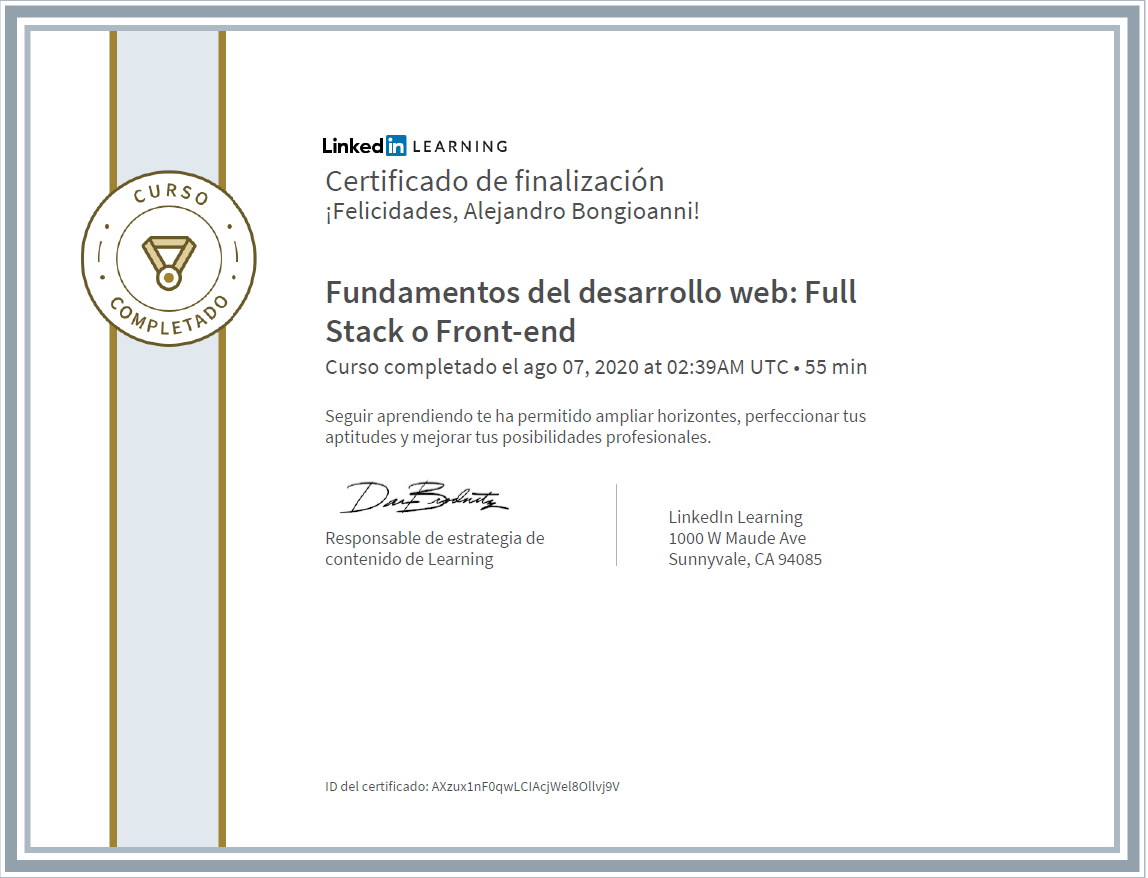 LinkedIn LEARNING
Certificado de finalización
¡Felicidades, Alejandro Bongioanni!
CURSO
COMPLETADO
Fundamentos del desarrollo web: Full
Stack o Front-end
Curso completado el ago 07, 2020 at 02:39AM UTC • 55 min
Seguir aprendiendo te ha permitido ampliar horizontes, perfeccionar tus
aptitudes y mejorar tus posibilidades profesionales.
Responsable de estrategia de
contenido de Learning
LinkedIn Learning
1000 W Maude Ave
Sunnyvale, CA 94085
ID del certificado: AXzux1nF0qwLCIAcjWel8Ollvj9V